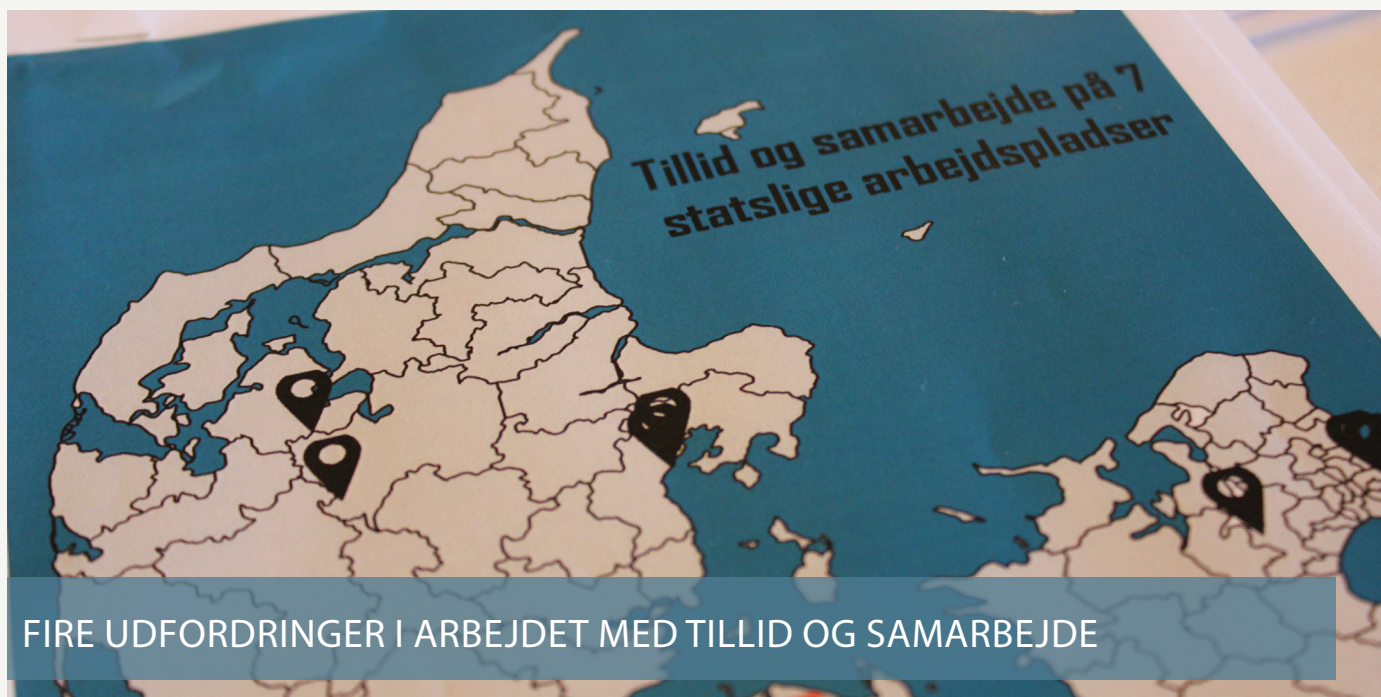 Tillid og samarbejde på 7
statslige arbejdspladser
FIRE UDFORDRINGER I ARBEJDET MED TILLID OG SAMARBEJDE